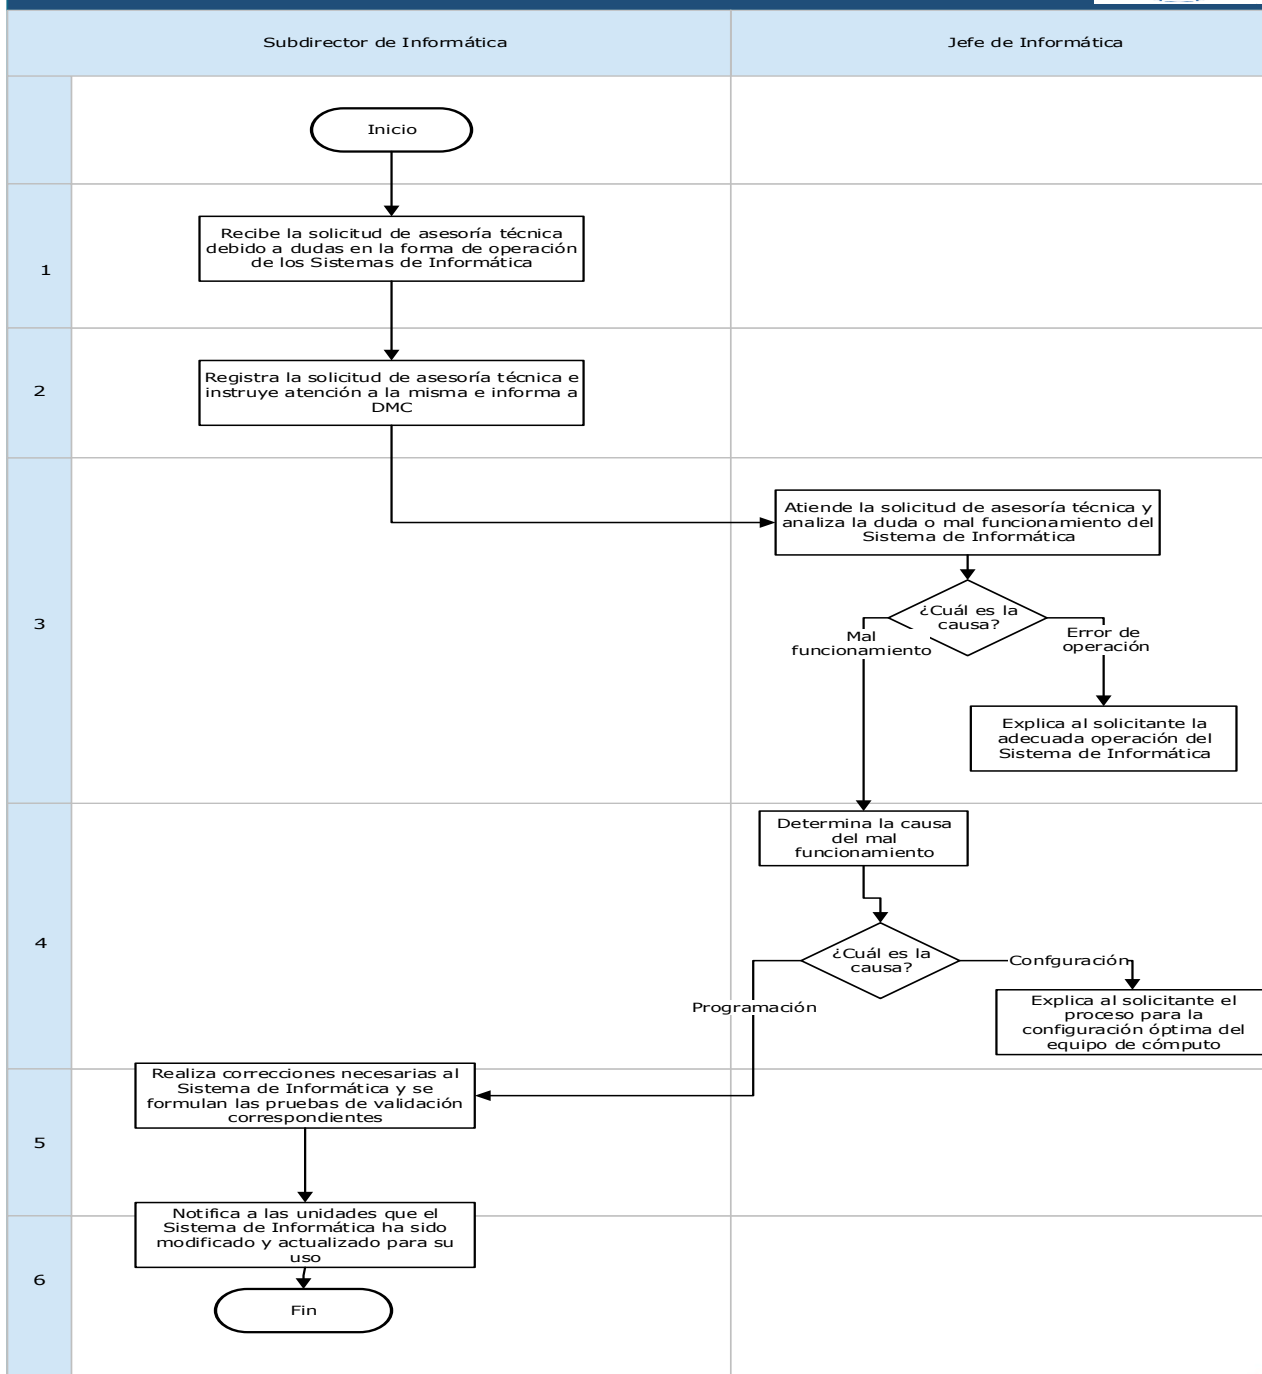 Subdirector de Informática
Jefe de Informática
Inicio
1
Recibe la solicitud de asesoría técnica
debido a dudas en la forma de operación
de los Sistemas de Informática
2
Registra la solicitud de asesoría técnica e
instruye atención a la misma e informa a
DMC
3
Atiende la solicitud de asesoría técnica y
analiza la duda o mal funcionamiento del
Sistema de Informática
¿Cuál es la
causa?
Mal
funcionamiento
Error de
operación
Explica al solicitante la
adecuada operación del
Sistema de Informática
4
Determina la causa
del mal
funcionamiento
¿Cuál es la
causa?
Confguración
Programación
Explica al solicitante el
proceso para la
configuración óptima del
equipo de cómputo
5
Realiza correcciones necesarias al
Sistema de Informática y se
formulan las pruebas de validación
correspondientes
6
Notifica a las unidades que el
Sistema de Informática ha sido
modificado y actualizado para su
uso
Fin